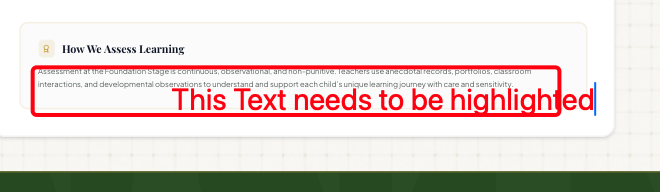 How We Assess Learning
Assessment at the Foundation Stage is continuous, observational, and non-punitive. Teachers use anecdotal records, portfolios, classroom
interactions, and developmental observations to understand and support each child's unique learning journey with care and sensitivity.
This Text needs to be highlighted